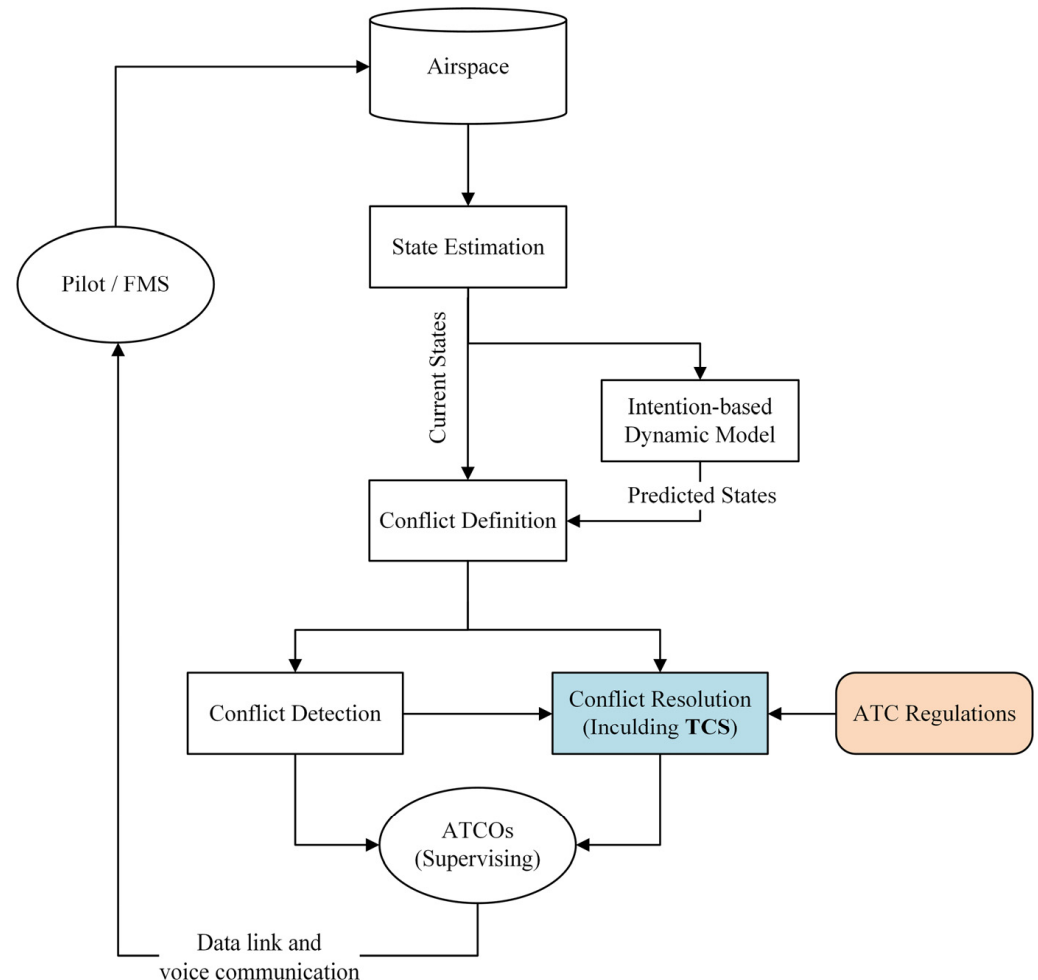 Airspace
State Estimation
Pilot / FMS
Current States
Intention-based
Dynamic Model
Predicted States
Conflict Definition
Conflict Detection
Conflict Resolution
(Inculding TCS)
ATC Regulations
ATCOs
(Supervising)
Data link and
voice communication